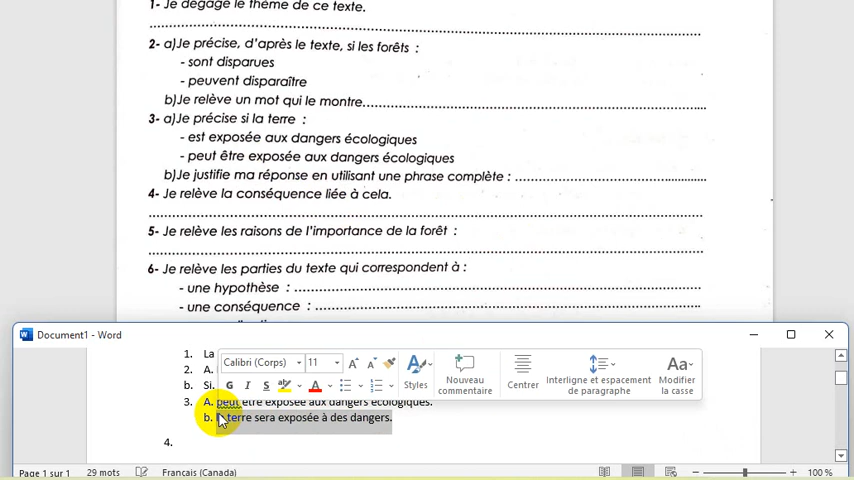 1- Je dégage le thème de ce texte.
2- a)Je précise, d'après le texte, si les forêts :
- sont disparues
- peuvent disparaître
b)Je relève un mot qui le montre
3- a)Je précise si la terre :
- est exposée aux dangers écologiques
- peut être exposée aux dangers écologiques
b)Je justifie ma réponse en utilisant une phrase complète :
4- Je relève la conséquence liée à cela.
5- Je relève les raisons de l'importance de la forêt :
6- Je relève les parties du texte qui correspondent à :
- une hypothèse :
- une conséquence :
Document1 - Word
1. La
2. A.
b. Si.
3. A. peut être exposée aux dangers écologiques.
b. terre sera exposée à des dangers.
4.
Calibri (Corps) 11
G I S
Styles
Nouveau commentaire
Centrer
Interligne et espacement de paragraphe
Modifier la casse
Page 1 sur 1 29 mots Français (Canada) 100 %